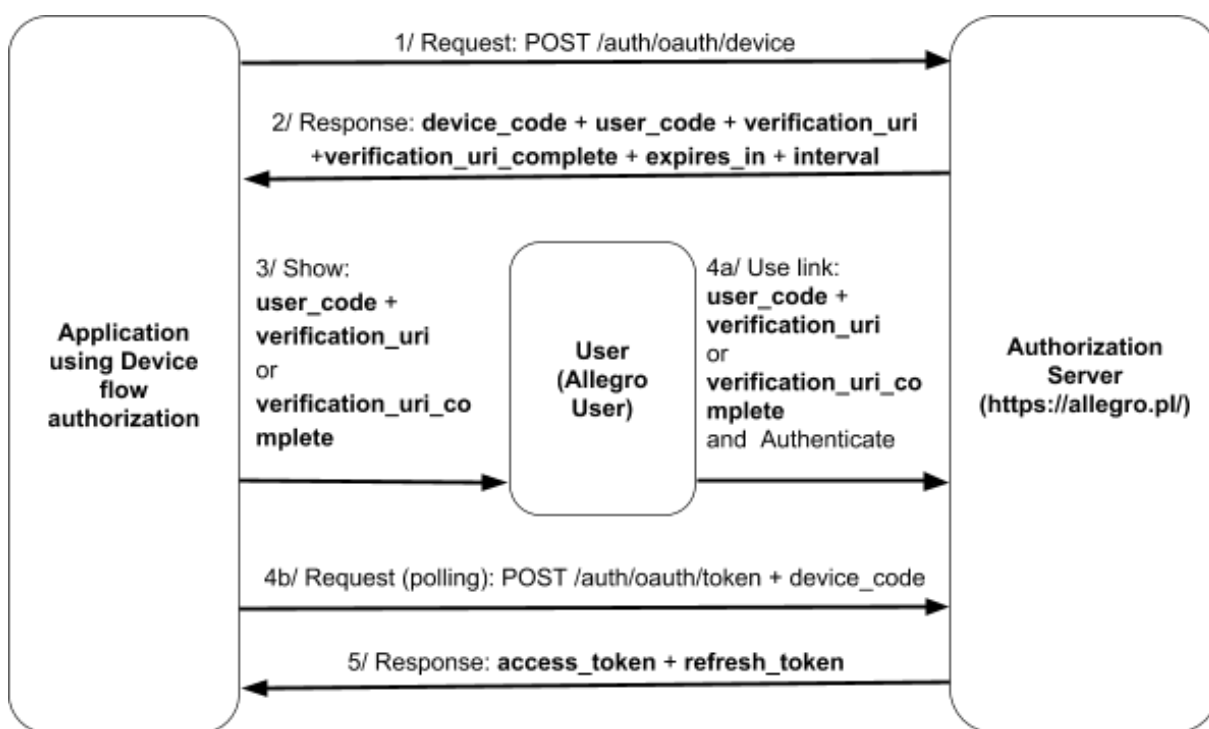 1/ Request: POST /auth/oauth/device
2/ Response: device_code + user_code + verification_uri
+verification_uri_complete + expires_in + interval
3/ Show:
user_code +
verification_uri
or
verification_uri_co
mplete
4a/ Use link:
user_code +
verification_uri
or
verification_uri_co
mplete
and Authenticate
Application
using Device
flow
authorization
User
(Allegro
User)
Authorization
Server
(https://allegro.pl/)
4b/ Request (polling): POST /auth/oauth/token + device_code
5/ Response: access_token + refresh_token